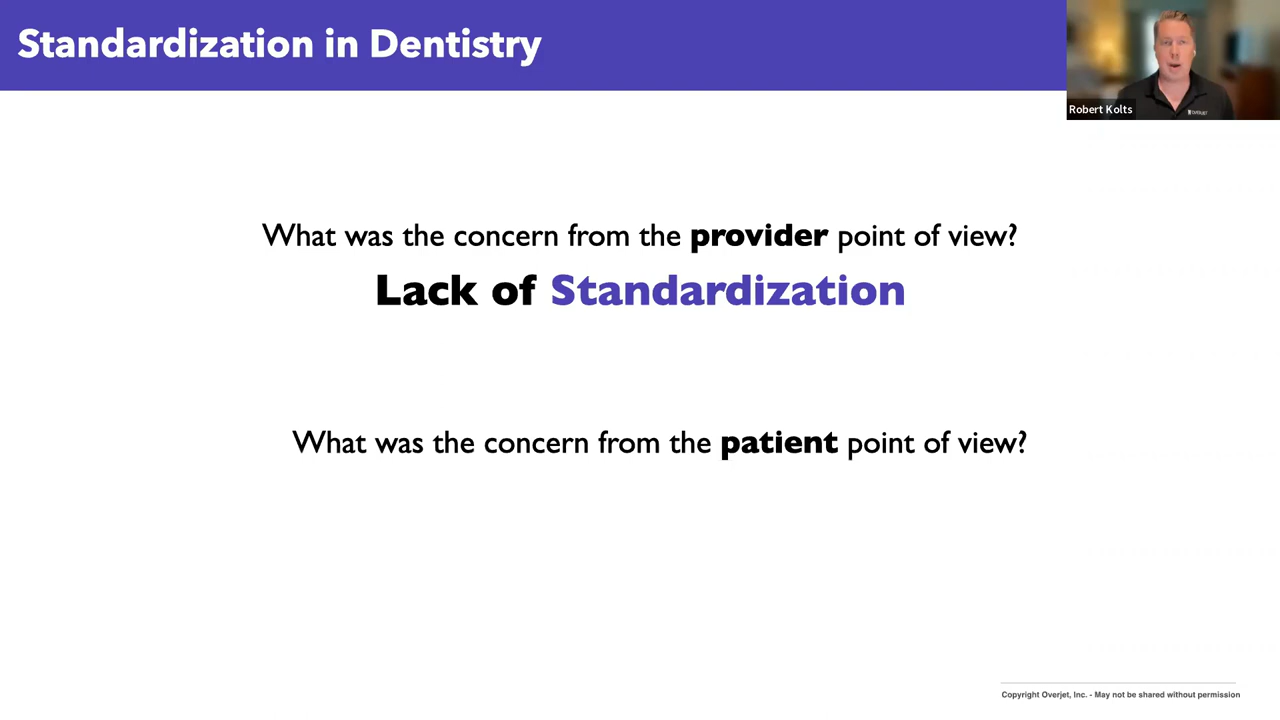 Standardization in Dentistry
Robert Kolts
OVERJET
What was the concern from the provider point of view?
Lack of Standardization
What was the concern from the patient point of view?
Copyright Overjet, Inc. - May not be shared without permission